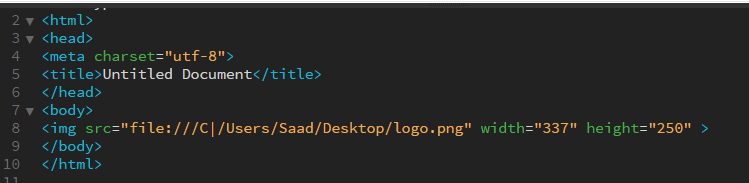 2 <html>
3 <head>
4 <meta charset="utf-8">
5 <title>Untitled Document</title>
6 </head>
7 <body>
8 <img src="file:///C|/Users/Saad/Desktop/logo.png" width="337" height="250" >
9 </body>
10 </html>
11